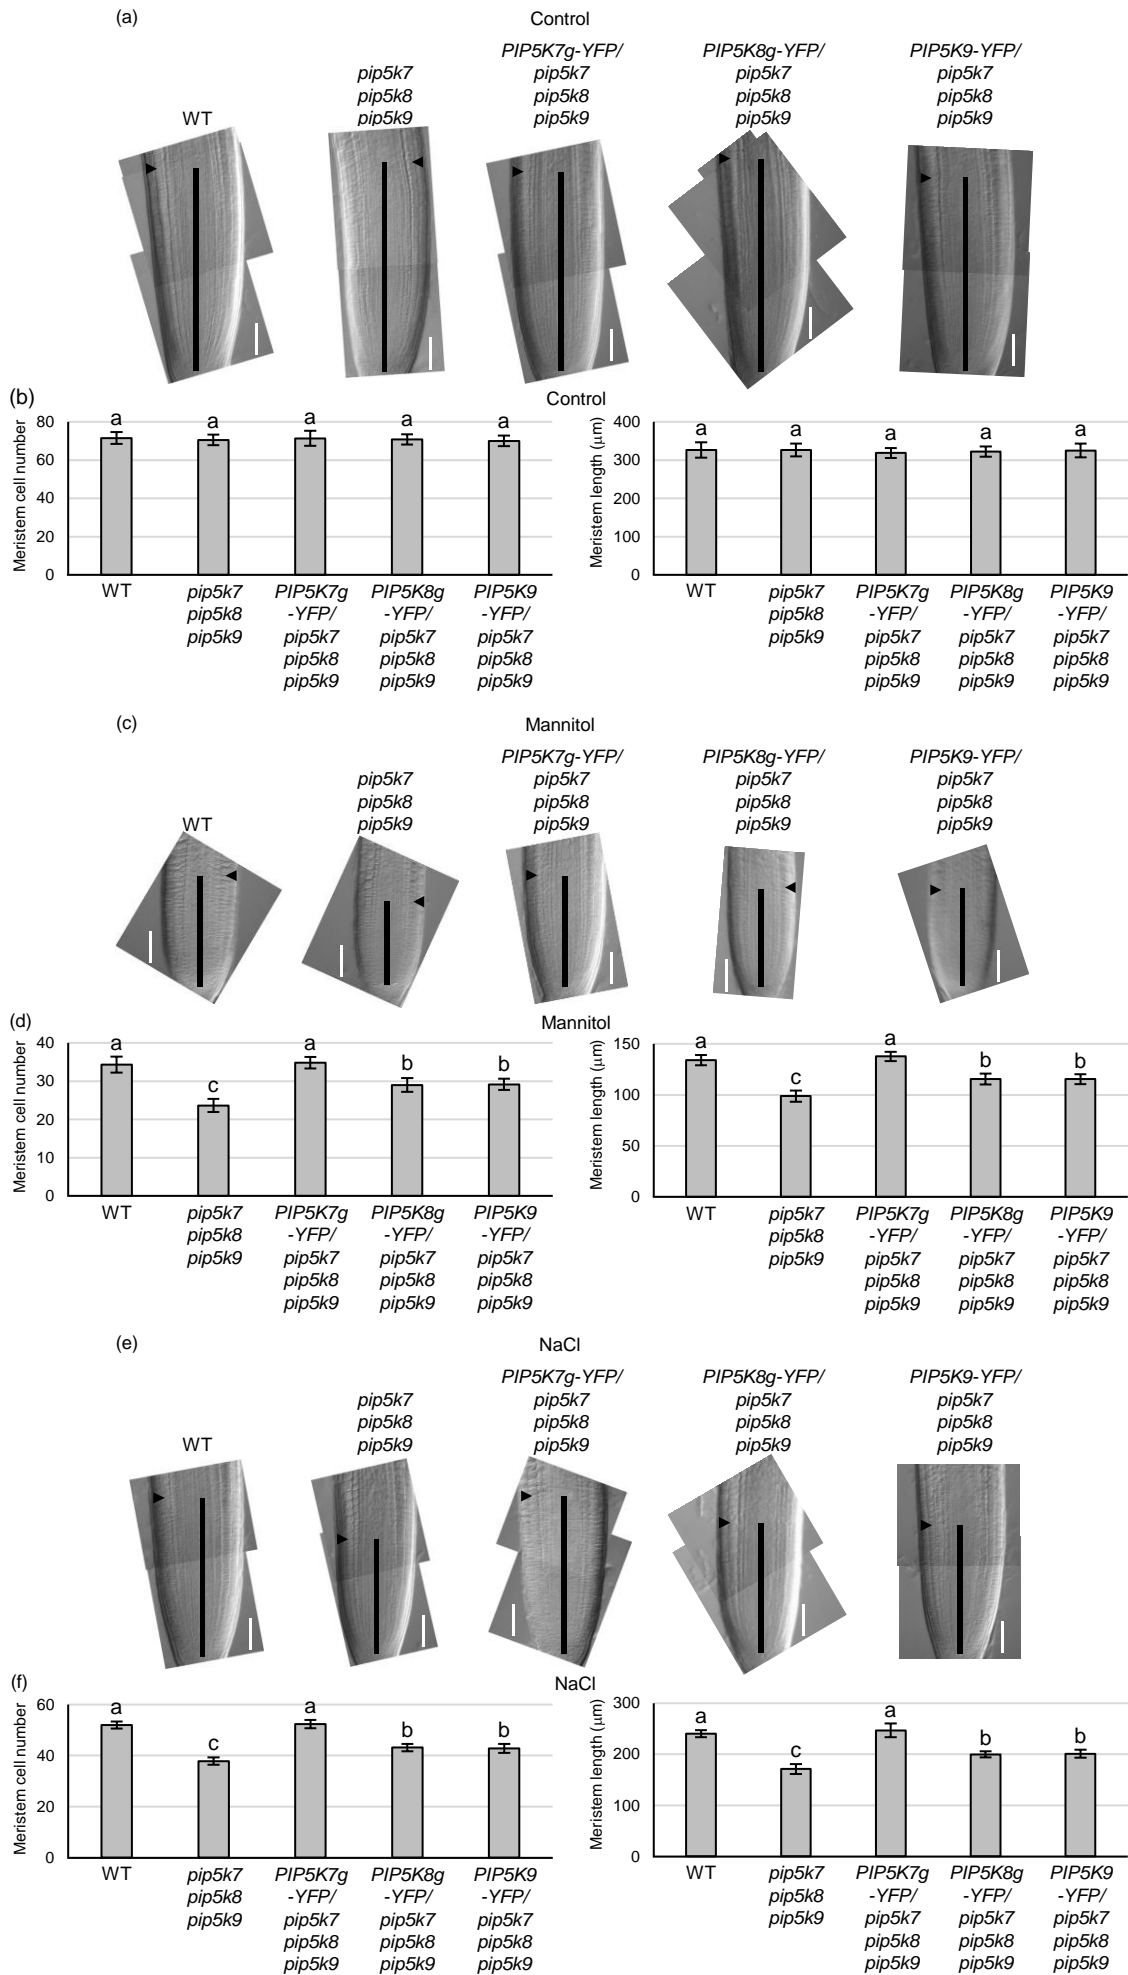 (a)
Control
PIP5K7g-YFP/ PIP5K8g-YFP/ PIP5K9-YFP/
pip5k7 pip5k7 pip5k7 pip5k7
pip5k8 pip5k8 pip5k8 pip5k8
WT pip5k9 pip5k9 pip5k9 pip5k9
(b)
Control
Meristem cell number
80
60
40
20
0
a a a a a
WT pip5k7 PIP5K7g PIP5K8g PIP5K9
pip5k8 -YFP/ -YFP/ -YFP/
pip5k9 pip5k7 pip5k7 pip5k7
pip5k8 pip5k8 pip5k8
pip5k9 pip5k9 pip5k9
Meristem length (μm)
400
300
200
100
0
a a a a a
WT pip5k7 PIP5K7g PIP5K8g PIP5K9
pip5k8 -YFP/ -YFP/ -YFP/
pip5k9 pip5k7 pip5k7 pip5k7
pip5k8 pip5k8 pip5k8
pip5k9 pip5k9 pip5k9
(c)
Mannitol
PIP5K7g-YFP/ PIP5K8g-YFP/ PIP5K9-YFP/
pip5k7 pip5k7 pip5k7 pip5k7
pip5k8 pip5k8 pip5k8 pip5k8
WT pip5k9 pip5k9 pip5k9 pip5k9
(d)
Mannitol
Meristem cell number
40
30
20
10
0
a c a b b
WT pip5k7 PIP5K7g PIP5K8g PIP5K9
pip5k8 -YFP/ -YFP/ -YFP/
pip5k9 pip5k7 pip5k7 pip5k7
pip5k8 pip5k8 pip5k8
pip5k9 pip5k9 pip5k9
Meristem length (μm)
150
100
50
0
a c a b b
WT pip5k7 PIP5K7g PIP5K8g PIP5K9
pip5k8 -YFP/ -YFP/ -YFP/
pip5k9 pip5k7 pip5k7 pip5k7
pip5k8 pip5k8 pip5k8
pip5k9 pip5k9 pip5k9
(e)
NaCl
PIP5K7g-YFP/ PIP5K8g-YFP/ PIP5K9-YFP/
pip5k7 pip5k7 pip5k7 pip5k7
pip5k8 pip5k8 pip5k8 pip5k8
WT pip5k9 pip5k9 pip5k9 pip5k9
(f)
NaCl
Meristem cell number
60
40
20
0
a c a b b
WT pip5k7 PIP5K7g PIP5K8g PIP5K9
pip5k8 -YFP/ -YFP/ -YFP/
pip5k9 pip5k7 pip5k7 pip5k7
pip5k8 pip5k8 pip5k8
pip5k9 pip5k9 pip5k9
Meristem length (μm)
300
200
100
0
a c a b b
WT pip5k7 PIP5K7g PIP5K8g PIP5K9
pip5k8 -YFP/ -YFP/ -YFP/
pip5k9 pip5k7 pip5k7 pip5k7
pip5k8 pip5k8 pip5k8
pip5k9 pip5k9 pip5k9